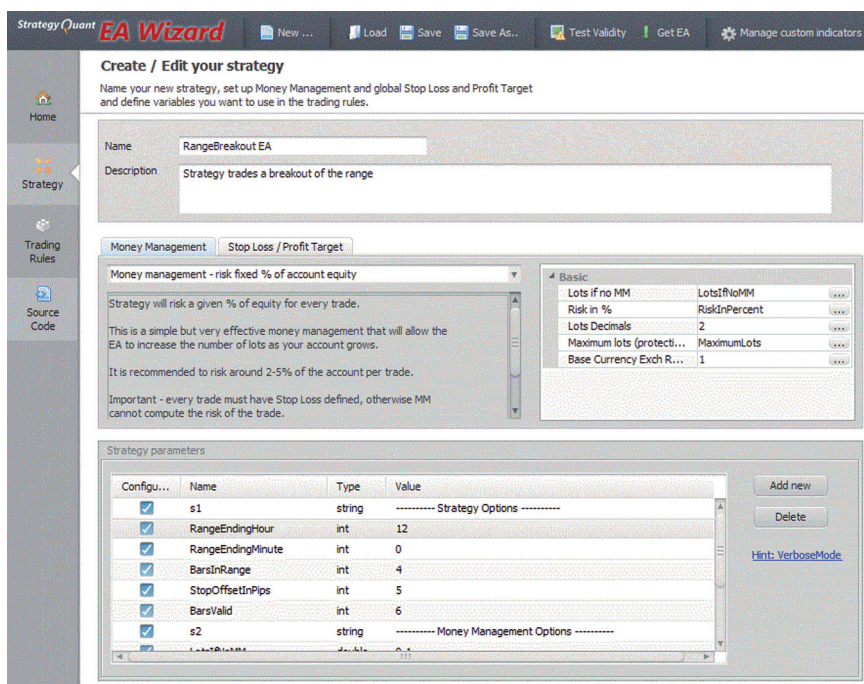 StrategyQuant EA Wizard New ... Load Save Save As.. Test Validity Get EA Manage custom indicators
Create / Edit your strategy
Name your new strategy, set up Money Management and global Stop Loss and Profit Target
and define variables you want to use in the trading rules.
Home
Strategy
Trading
Rules
Source
Code
Name RangeBreakout EA
Description Strategy trades a breakout of the range
Money Management Stop Loss / Profit Target
Money management - risk fixed % of account equity
Strategy will risk a given % of equity for every trade.
This is a simple but very effective money management that will allow the
EA to increase the number of lots as your account grows.
It is recommended to risk around 2-5% of the account per trade.
Important - every trade must have Stop Loss defined, otherwise MM
cannot compute the risk of the trade.
Basic
Lots if no MM LotsIfNoMM ...
Risk in % RiskInPercent ...
Lots Decimals 2 ...
Maximum lots (protecti... MaximumLots ...
Base Currency Exch R... 1 ...
Strategy parameters
Configu... Name Type Value
s1 string ---------- Strategy Options ----------
RangeEndingHour int 12
RangeEndingMinute int 0
BarsInRange int 4
StopOffsetInPips int 5
BarsValid int 6
s2 string ---------- Money Management Options ----------
LotsIfNoMM double 0.1
Add new
Delete
Hint: VerboseMode